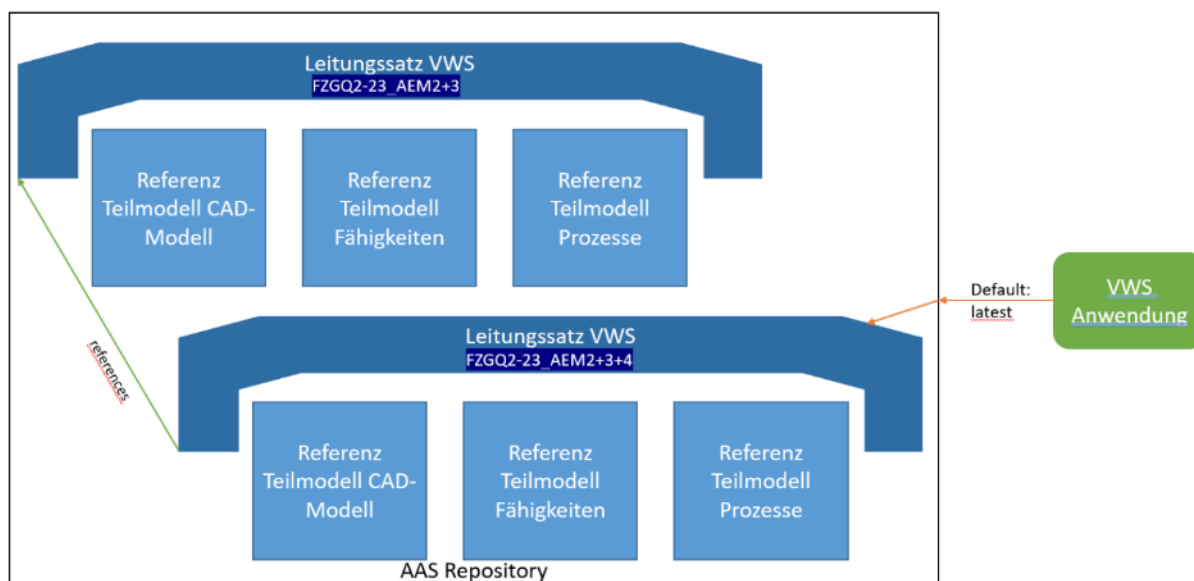 Leitungssatz VWS
FZGQ2-23_AEM2+3
Referenz
Teilmodell CAD-
Modell
Referenz
Teilmodell
Fähigkeiten
Referenz
Teilmodell
Prozesse
references
Default:
latest
VWS
Anwendung
Leitungssatz VWS
FZGQ2-23_AEM2+3+4
Referenz
Teilmodell CAD-
Modell
Referenz
Teilmodell
Fähigkeiten
Referenz
Teilmodell
Prozesse
AAS Repository